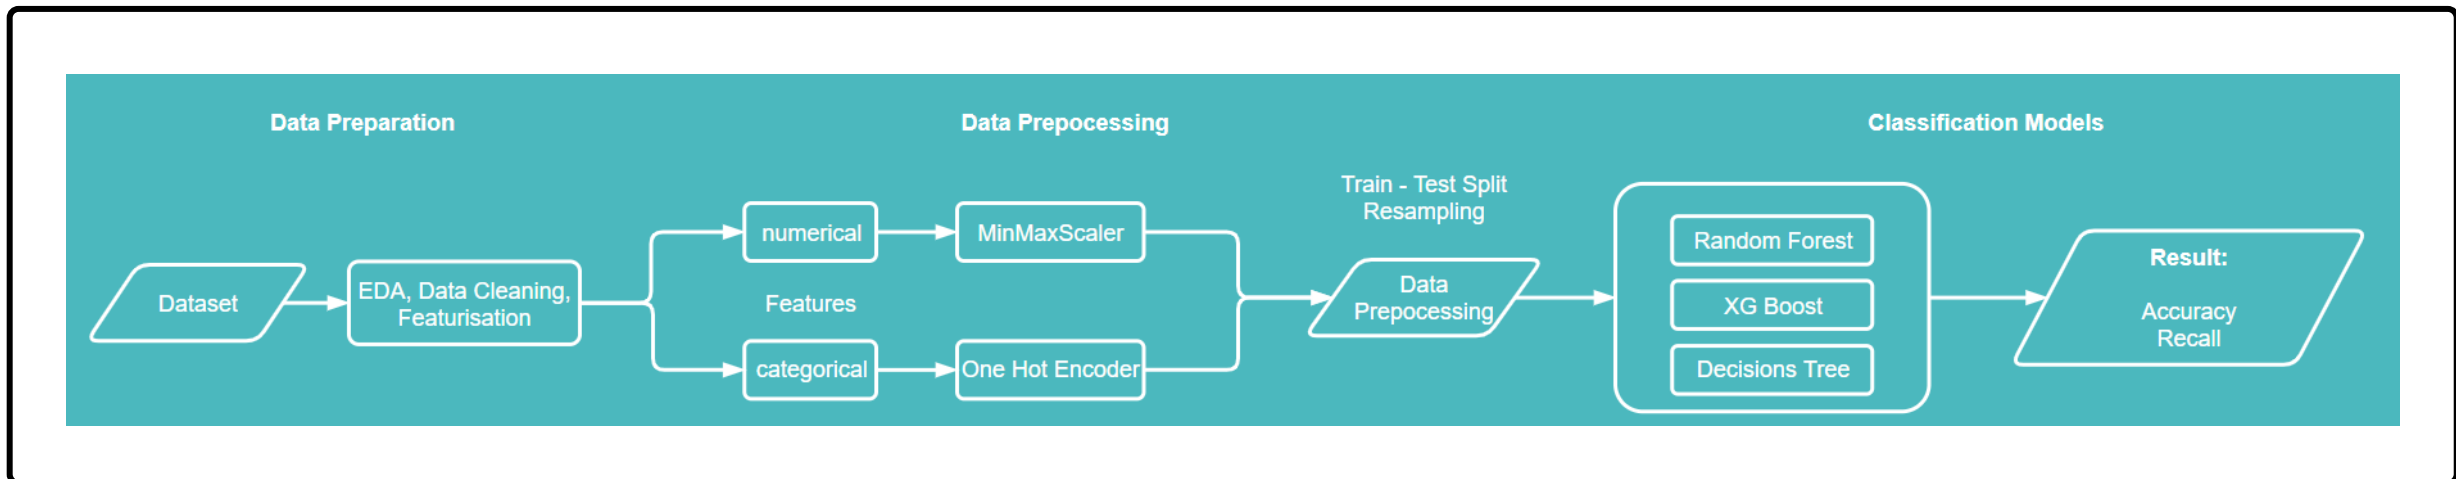 Data Preparation
Data Prepocessing
Classification Models
Dataset
EDA, Data Cleaning,
Featurisation
numerical
MinMaxScaler
Features
categorical
One Hot Encoder
Train - Test Split
Resampling
Data
Prepocessing
Random Forest
XG Boost
Decisions Tree
Result:
Accuracy
Recall